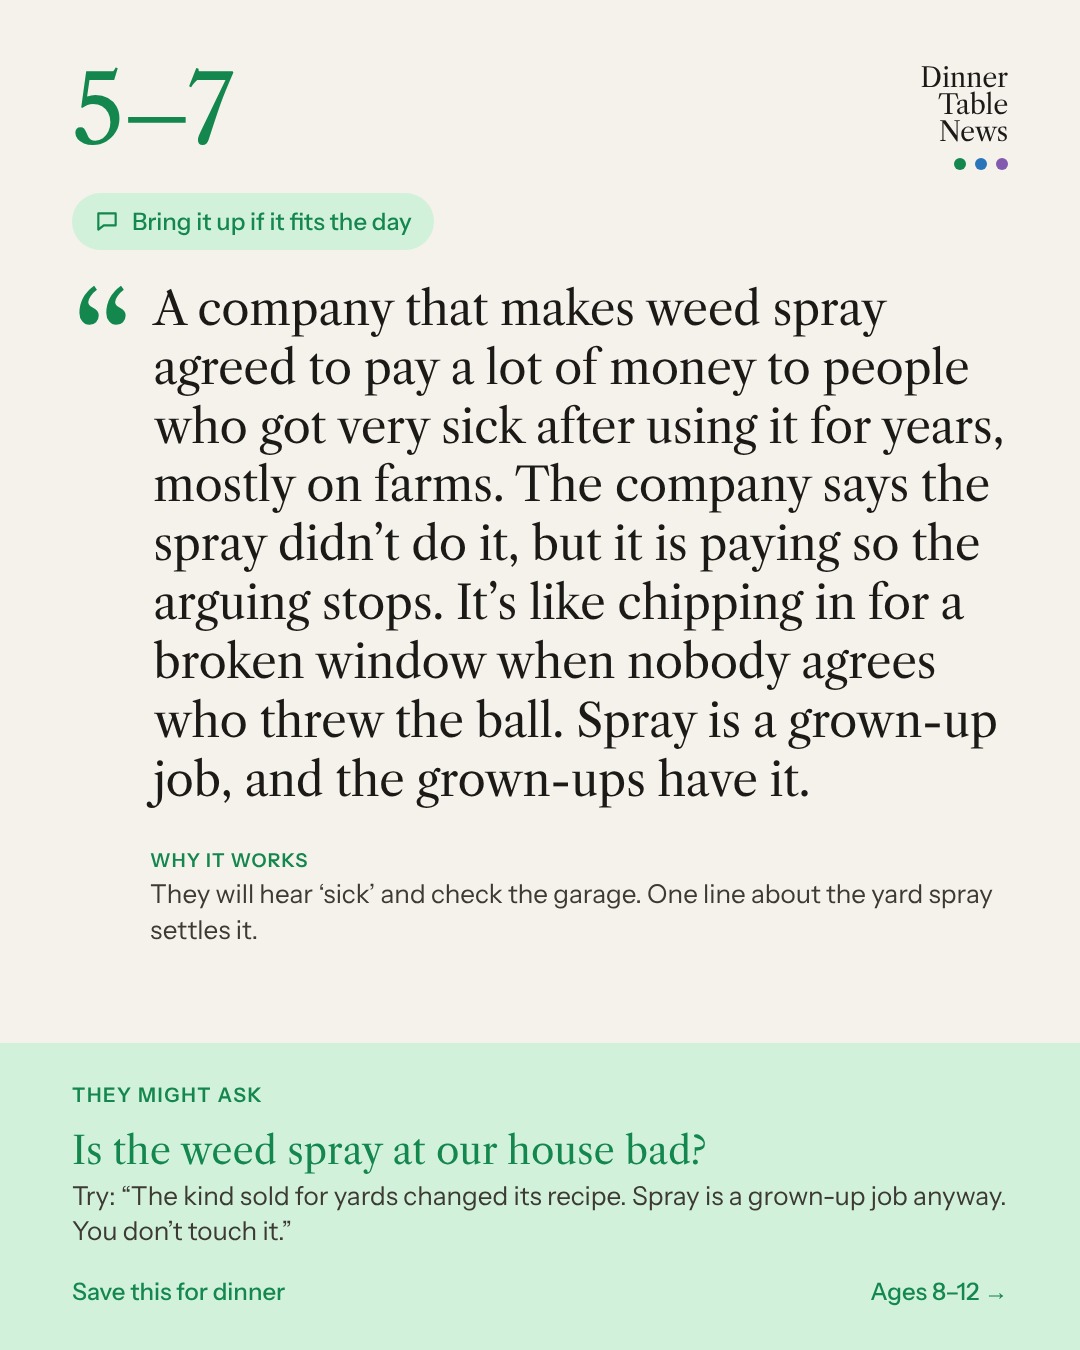 5–7
Dinner
Table
News
Bring it up if it fits the day
“ A company that makes weed spray
agreed to pay a lot of money to people
who got very sick after using it for years,
mostly on farms. The company says the
spray didn’t do it, but it is paying so the
arguing stops. It’s like chipping in for a
broken window when nobody agrees
who threw the ball. Spray is a grown-up
job, and the grown-ups have it.
WHY IT WORKS
They will hear ‘sick’ and check the garage. One line about the yard spray
settles it.
THEY MIGHT ASK
Is the weed spray at our house bad?
Try: “The kind sold for yards changed its recipe. Spray is a grown-up job anyway.
You don’t touch it.”
Save this for dinner
Ages 8–12 →